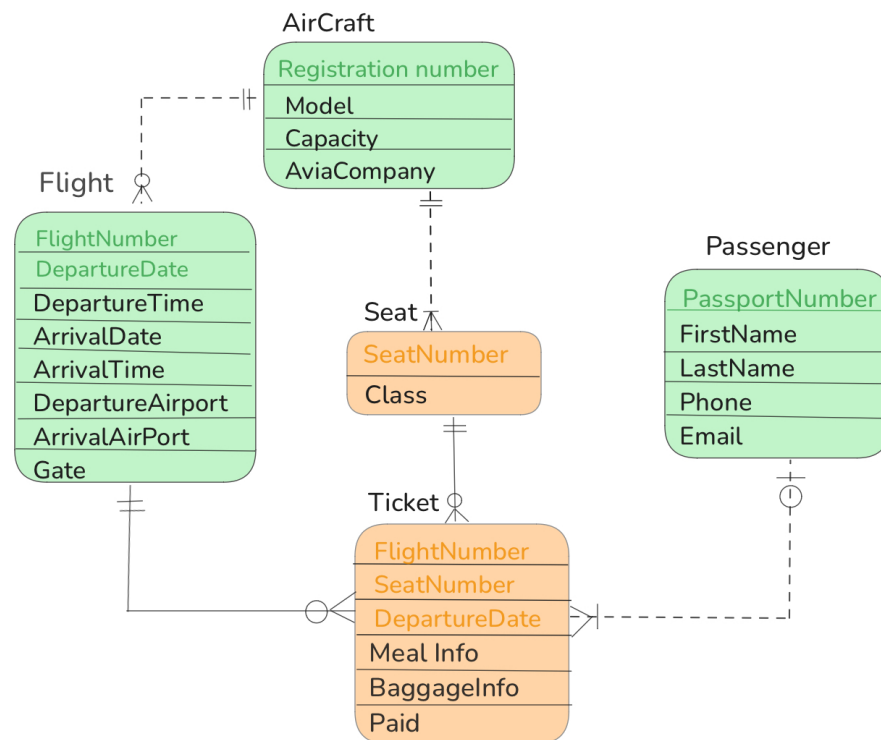 AirCraft
Registration number
Model
Capacity
AviaCompany
Flight
FlightNumber
DepartureDate
DepartureTime
ArrivalDate
ArrivalTime
DepartureAirport
ArrivalAirPort
Gate
Seat
SeatNumber
Class
Passenger
PassportNumber
FirstName
LastName
Phone
Email
Ticket
FlightNumber
SeatNumber
DepartureDate
Meal Info
BaggageInfo
Paid